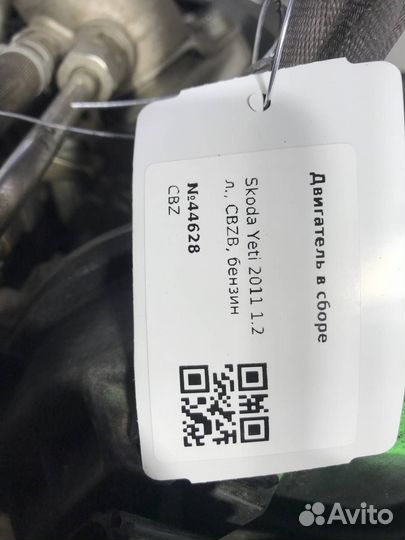 Двигатель в сборе
Skoda Yeti 2011 1.2
л., CBZB, бензин
№44628
CBZ
Avito